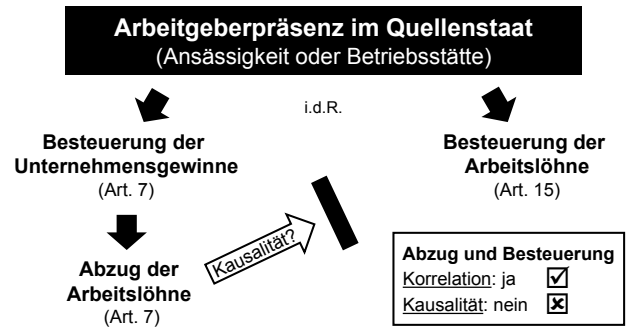 Arbeitgeberpräsenz im Quellenstaat
(Ansässigkeit oder Betriebsstätte)
i.d.R.
Besteuerung der
Unternehmensgewinne
(Art. 7)
Besteuerung der
Arbeitslöhne
(Art. 15)
Kausalität?
Abzug der
Arbeitslöhne
(Art. 7)
Abzug und Besteuerung
Korrelation: ja ☑
Kausalität: nein ☒